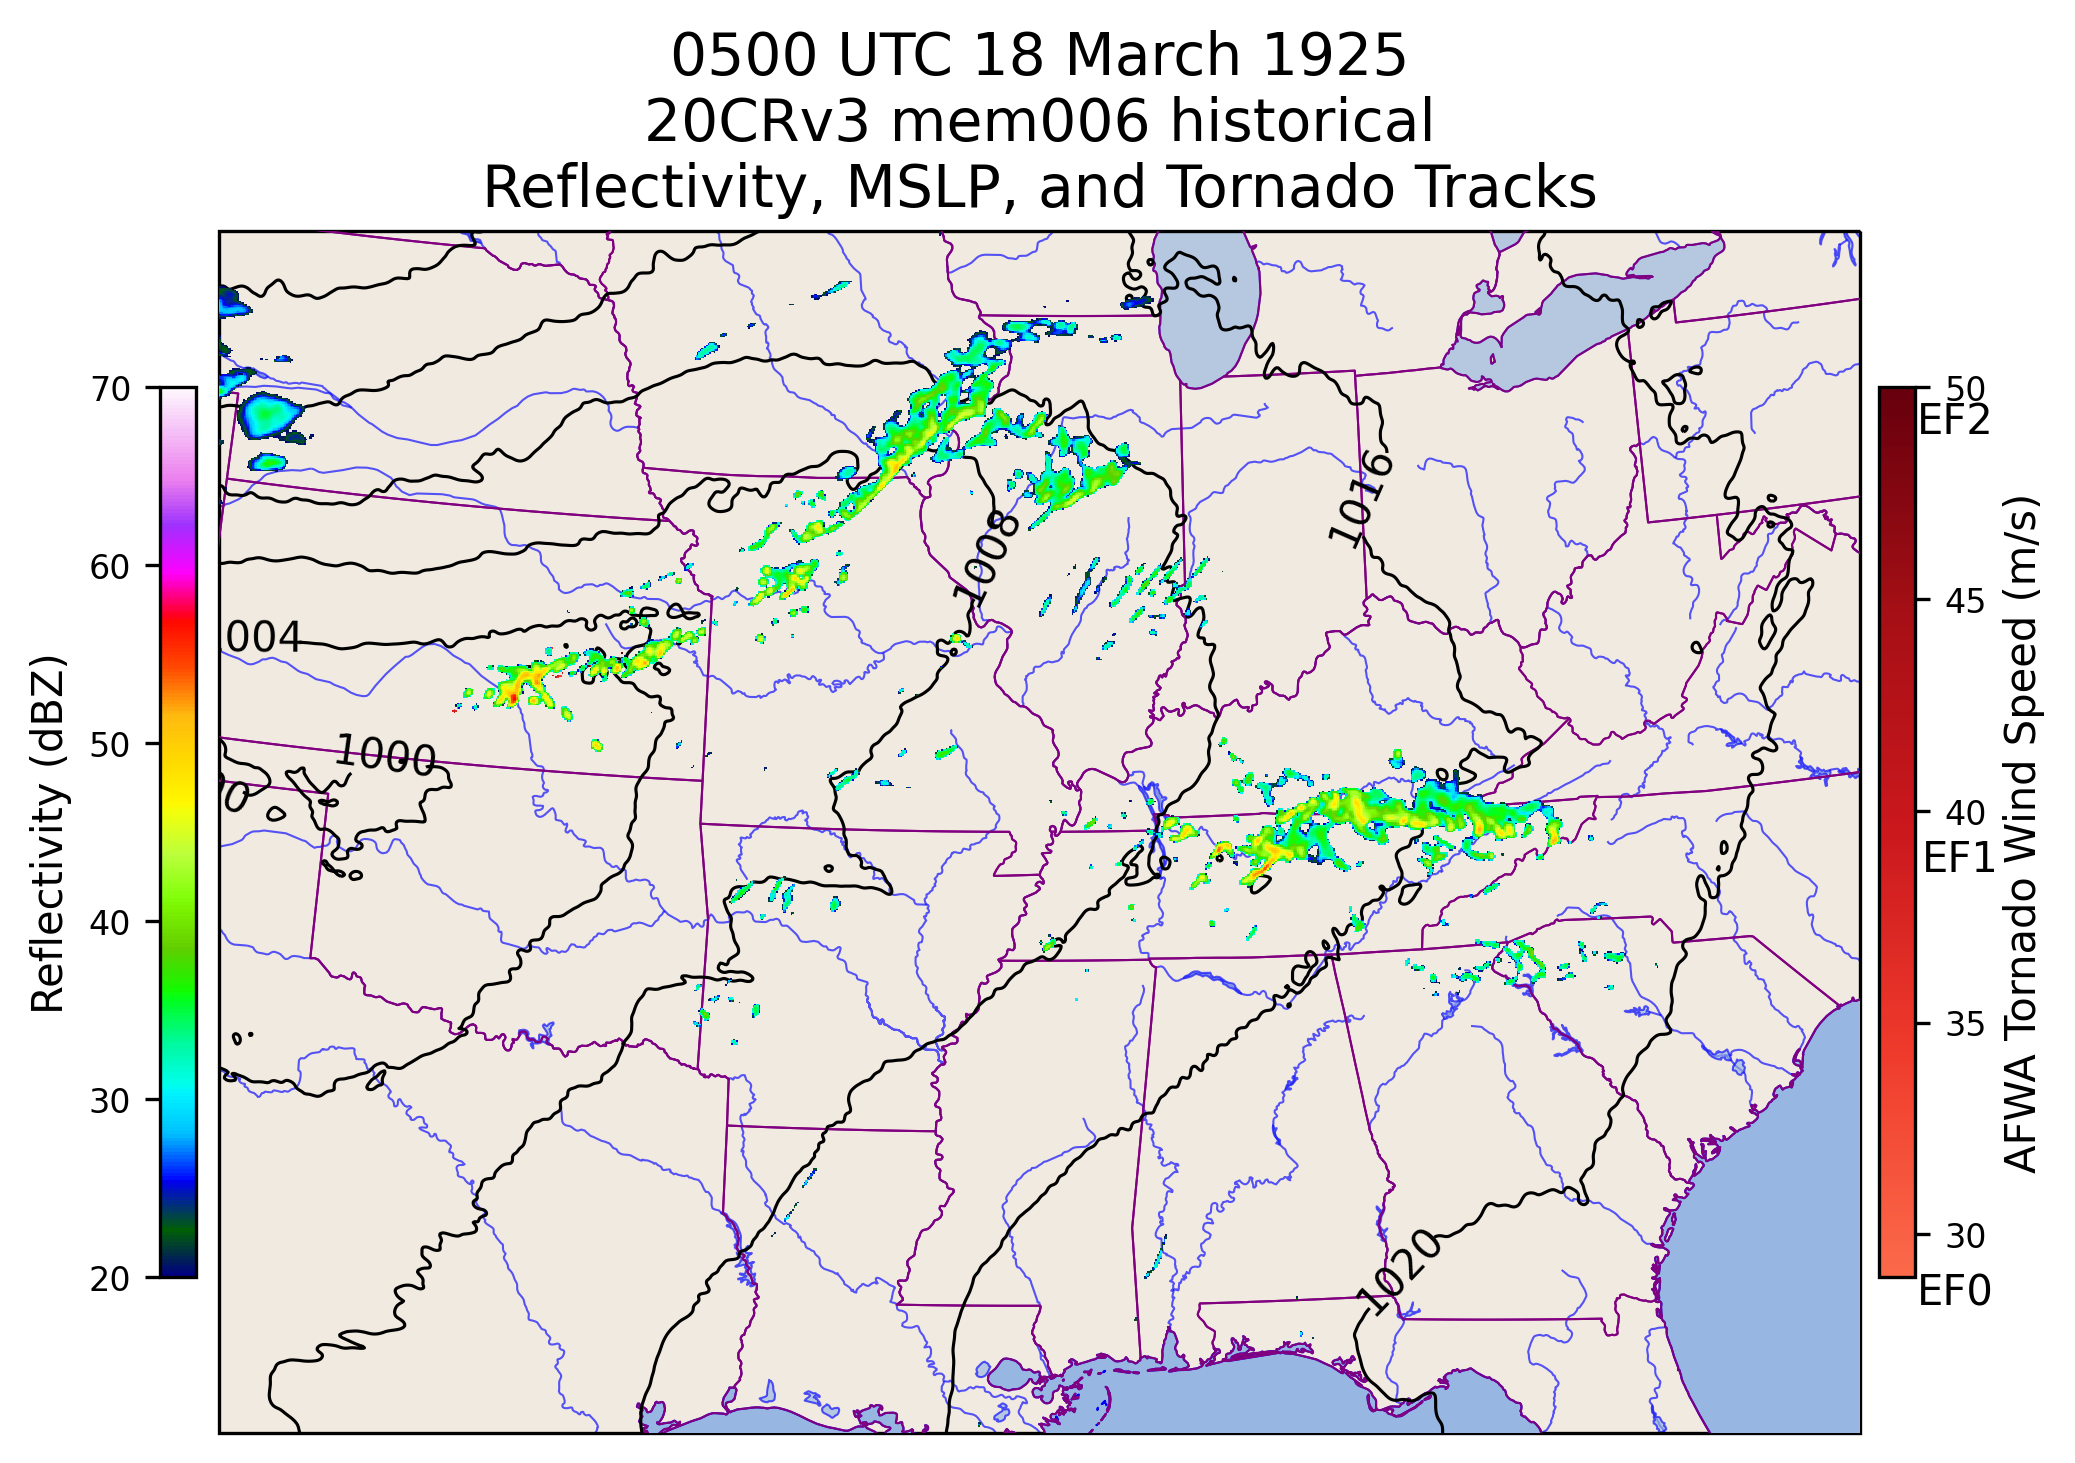 0500 UTC 18 March 1925
20CRv3 mem006 historical
Reflectivity, MSLP, and Tornado Tracks
70
60
50
40
30
20
Reflectivity (dBZ)
1016
1008
004
1000
00
1020
50
EF2
45
40
EF1
35
30
EF0
AFWA Tornado Wind Speed (m/s)